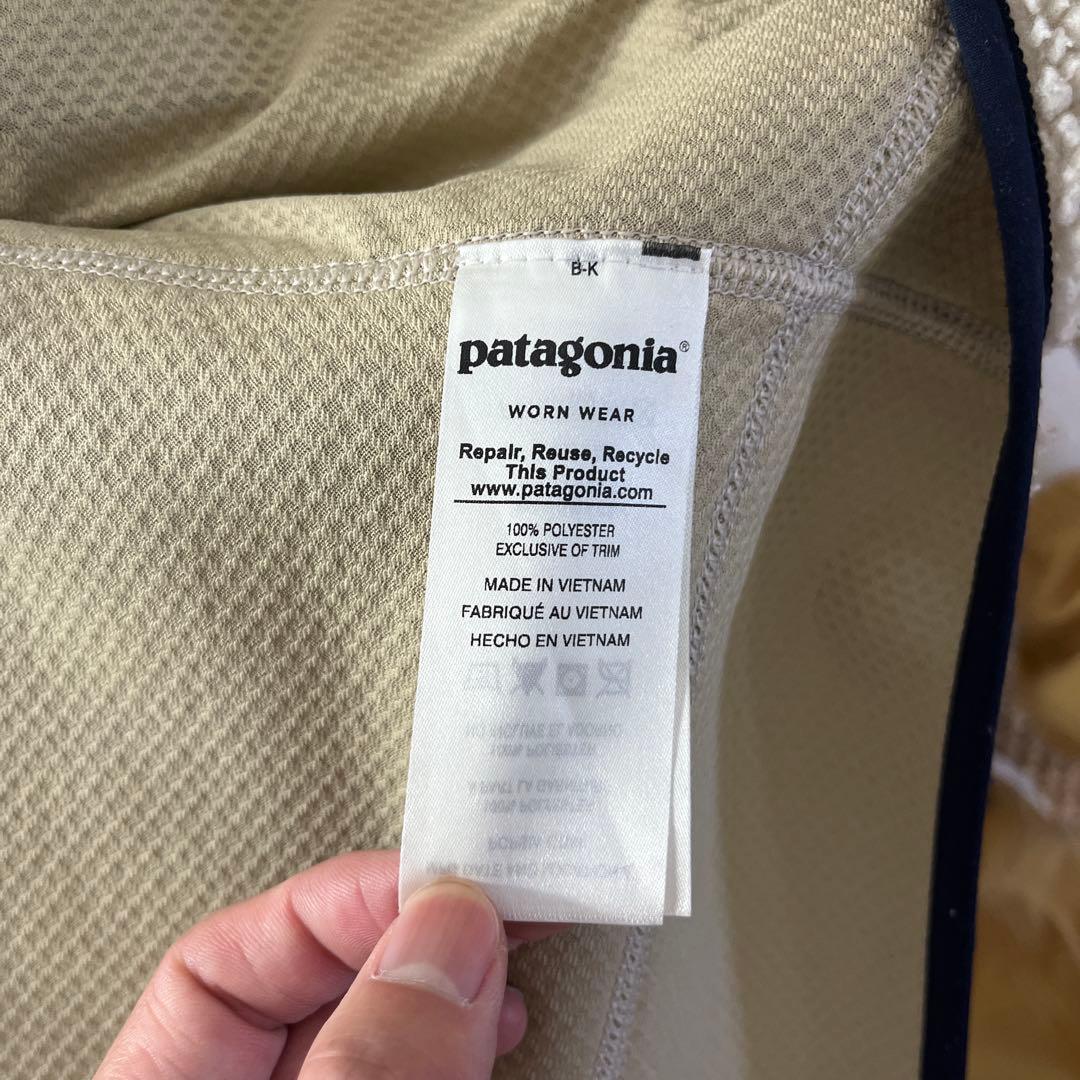 B-K
patagonia®
WORN WEAR
Repair, Reuse, Recycle
This Product
www.patagonia.com
100% POLYESTER
EXCLUSIVE OF TRIM
MADE IN VIETNAM
FABRIQUÉ AU VIETNAM
HECHO EN VIETNAM